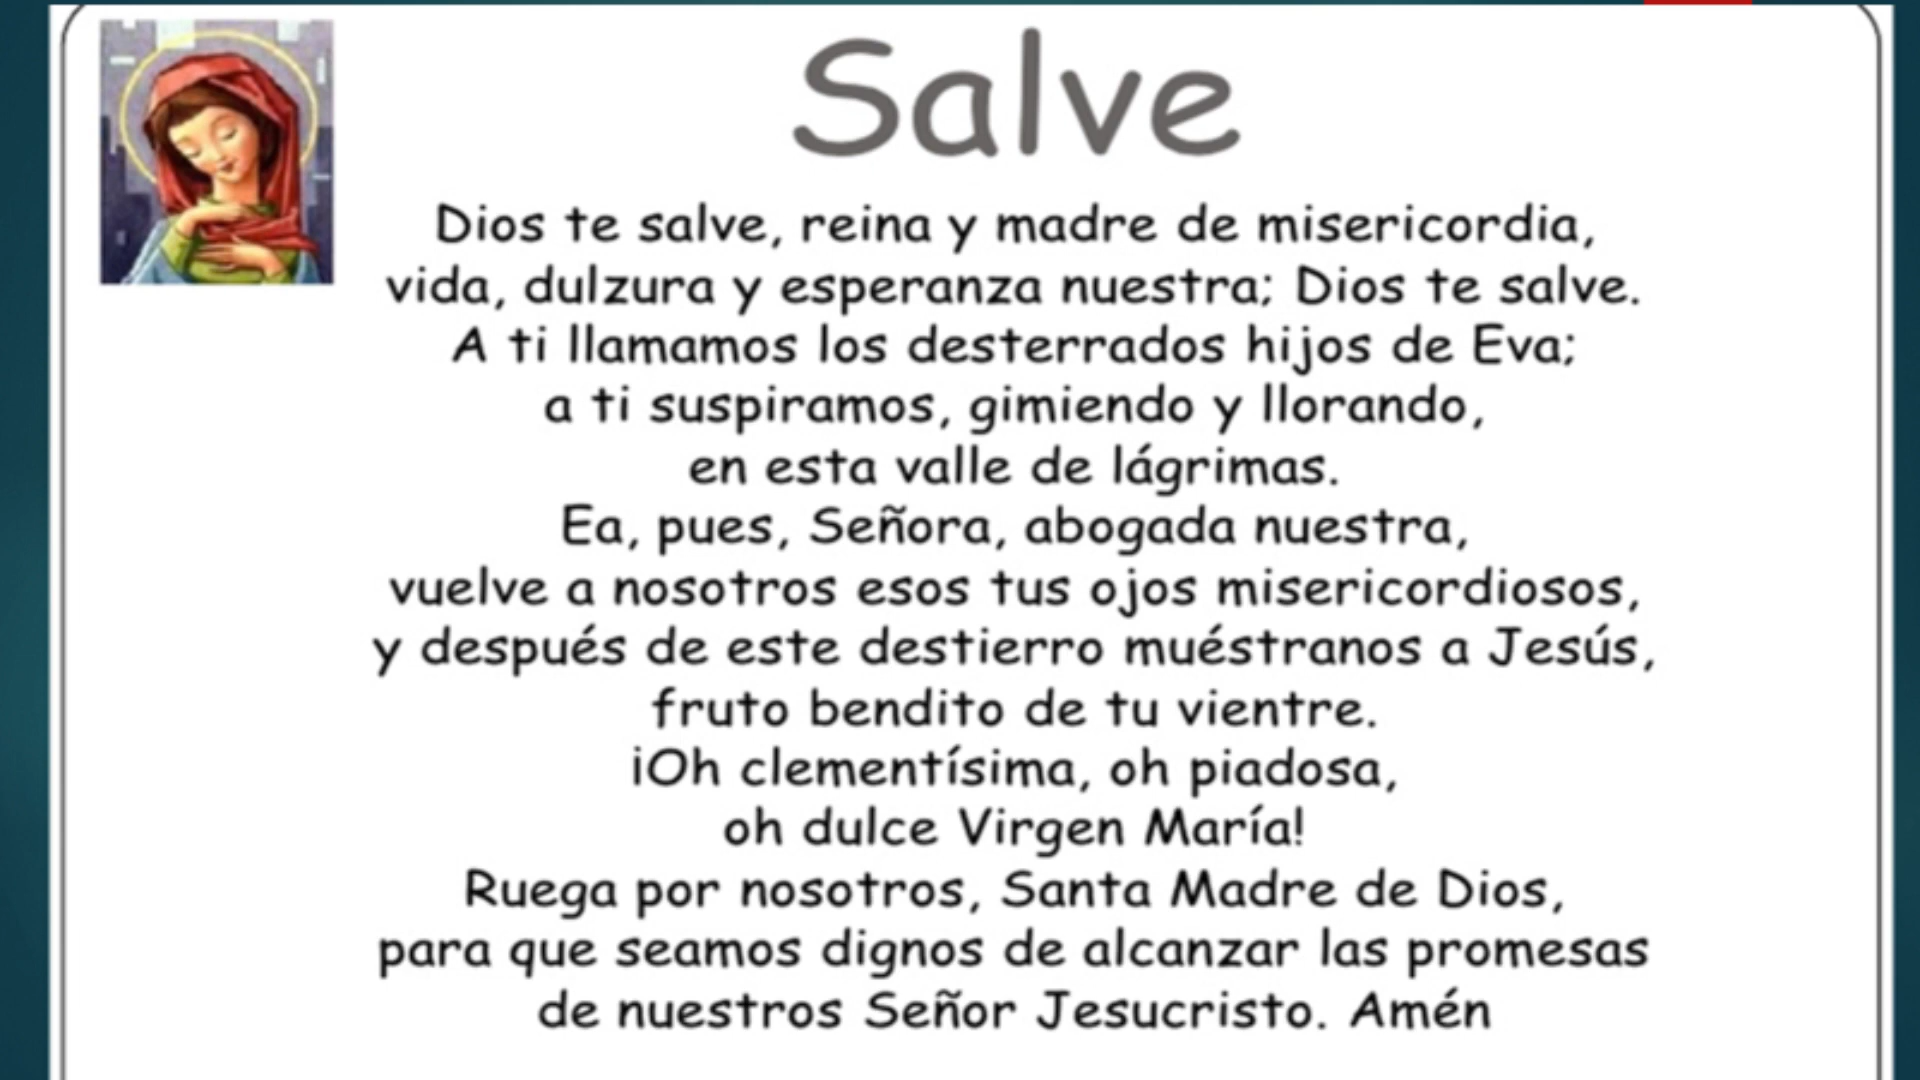 Salve
Dios te salve, reina y madre de misericordia,
vida, dulzura y esperanza nuestra; Dios te salve.
A ti llamamos los desterrados hijos de Eva;
a ti suspiramos, gimiendo y llorando,
en esta valle de lágrimas.
Ea, pues, Señora, abogada nuestra,
vuelve a nosotros esos tus ojos misericordiosos,
y después de este destierro muéstranos a Jesús,
fruto bendito de tu vientre.
¡Oh clementísima, oh piadosa,
oh dulce Virgen María!
Ruega por nosotros, Santa Madre de Dios,
para que seamos dignos de alcanzar las promesas
de nuestros Señor Jesucristo. Amén